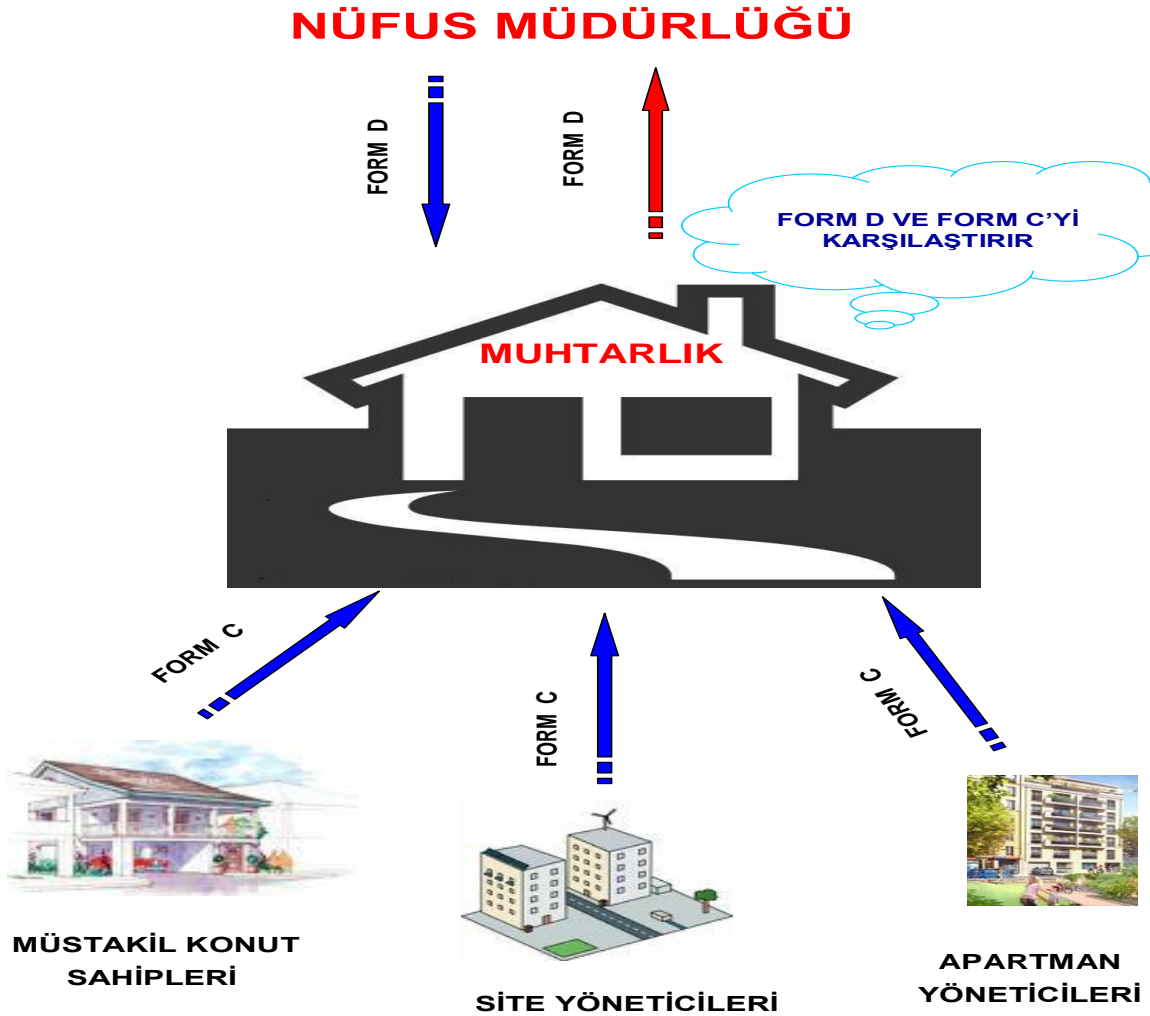 NÜFUS MÜDÜRLÜĞÜ
FORM D
FORM D
FORM D VE FORM C'Yİ
KARŞILAŞTIRIR
MUHTARLIK
FORM C
FORM C
FORM C
MÜSTAKİL KONUT
SAHİPLERİ
SİTE YÖNETİCİLERİ
APARTMAN
YÖNETİCİLERİ